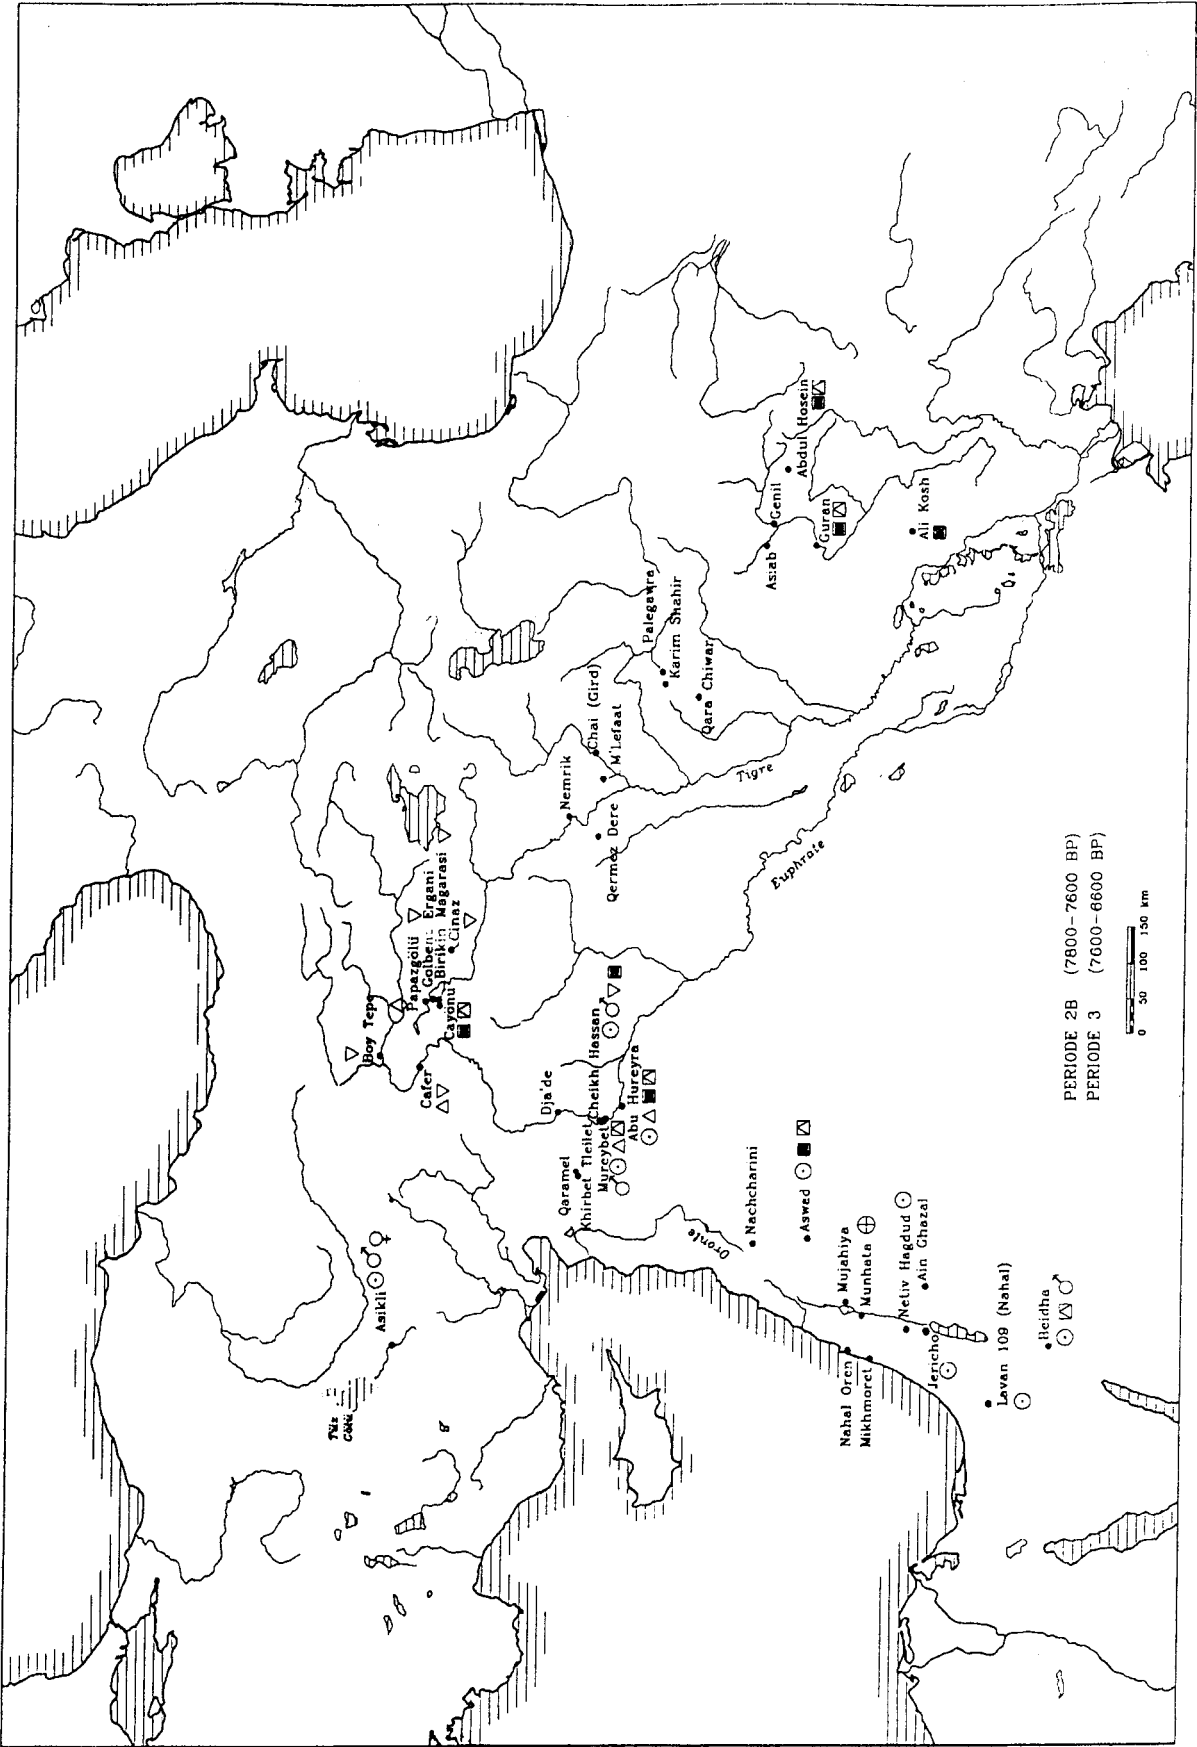 Boy Tepe
Papazgölü
Golbent Ergani
Birikin Magarasi
Cinaz
Cayonu
Cafer
Asikli
Tüz
Gölü
Nemrik
Chai (Gird)
M'Lefaat
Qermez Dere
Palegawra
Karim Shahir
Qara Chiwar
Tigre
Euphrate
Asiab
Genil
Abdul Hosein
Guran
Ali Kosh
Dja'de
Cheikh Hassan
Qaramel
Khirbet Tleilet
Mureybet
Abu Hureyra
Oronte
Nachcharini
Aswed
Mujahiya
Munhata
Netiv Hagdud
Ain Ghazal
Nahal Oren
Mikhmoret
Jericho
Lavan 109 (Nahal)
Beidha
PERIODE 2B (7800-7600 BP)
PERIODE 3 (7600-6600 BP)
0 50 100 150 km